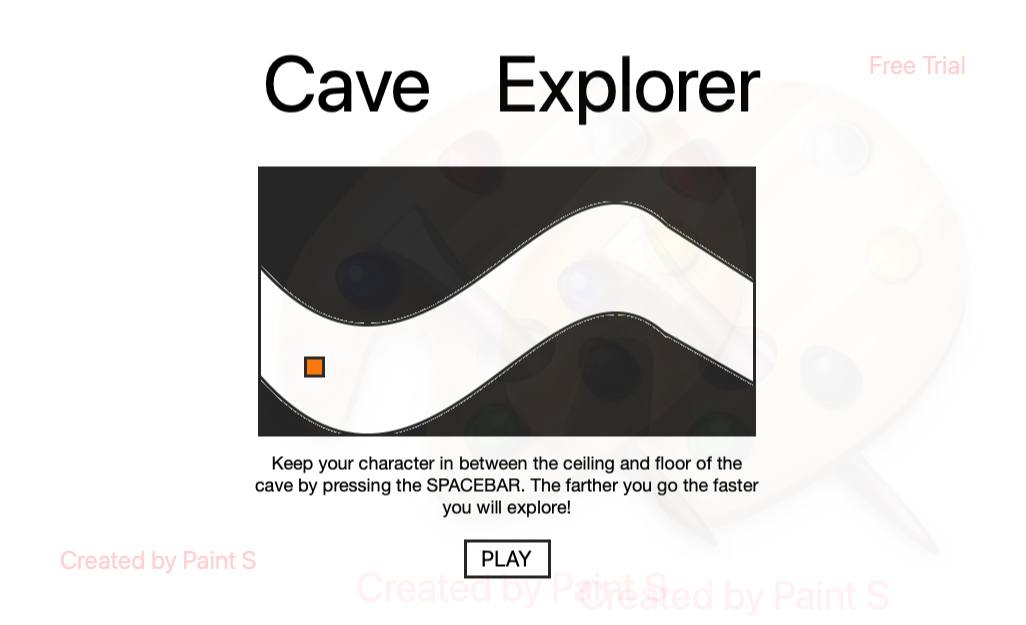 Free Trial
Cave Explorer
Keep your character in between the ceiling and floor of the
cave by pressing the SPACEBAR. The farther you go the faster
you will explore!
PLAY
Created by Paint S
Created by Paint S
Created by Paint S